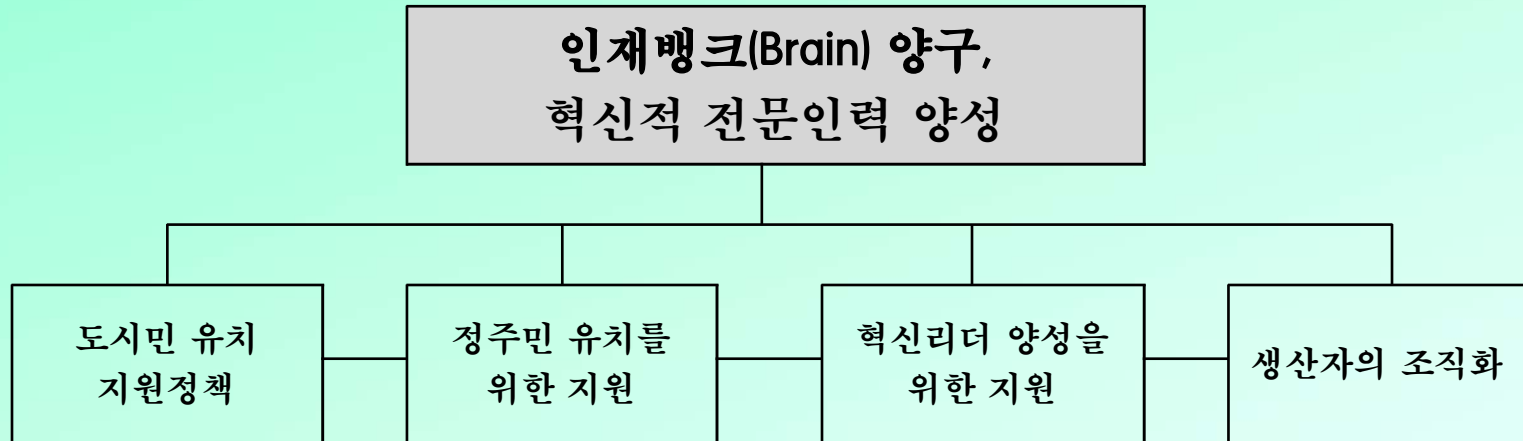 인재뱅크(Brain) 양구,
혁신적 전문인력 양성
도시민 유치
지원정책
정주민 유치를
위한 지원
혁신리더 양성을
위한 지원
생산자의 조직화